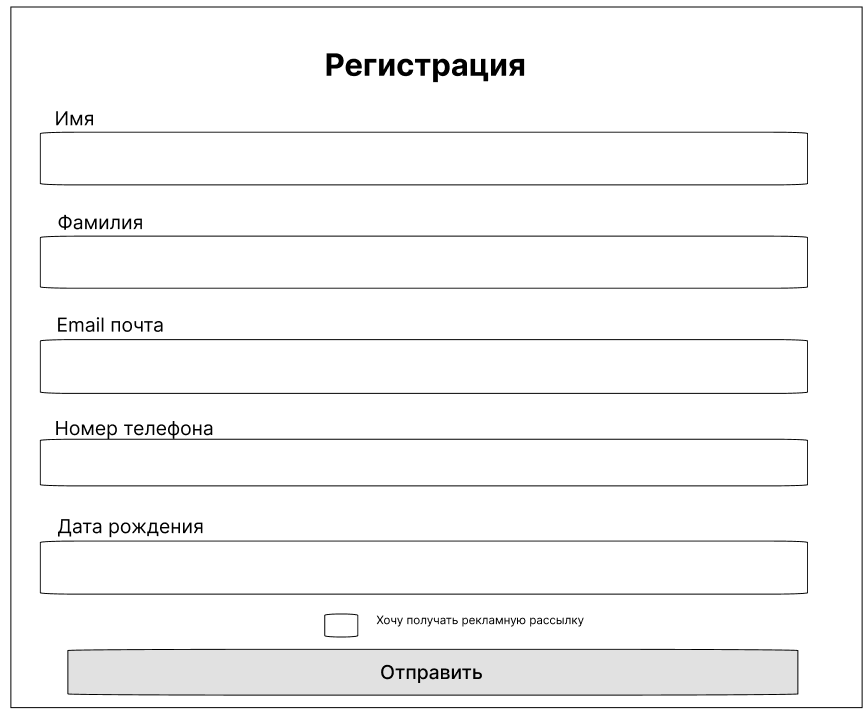 Регистрация
Имя
Фамилия
Email почта
Номер телефона
Дата рождения
Хочу получать рекламную рассылку
Отправить